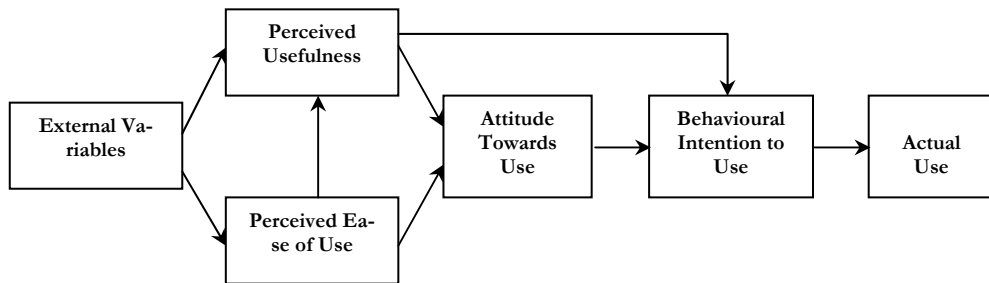 Perceived
Usefulness
External Va-
riables
Attitude
Towards
Use
Behavioural
Intention to
Use
Actual
Use
Perceived Ea-
se of Use